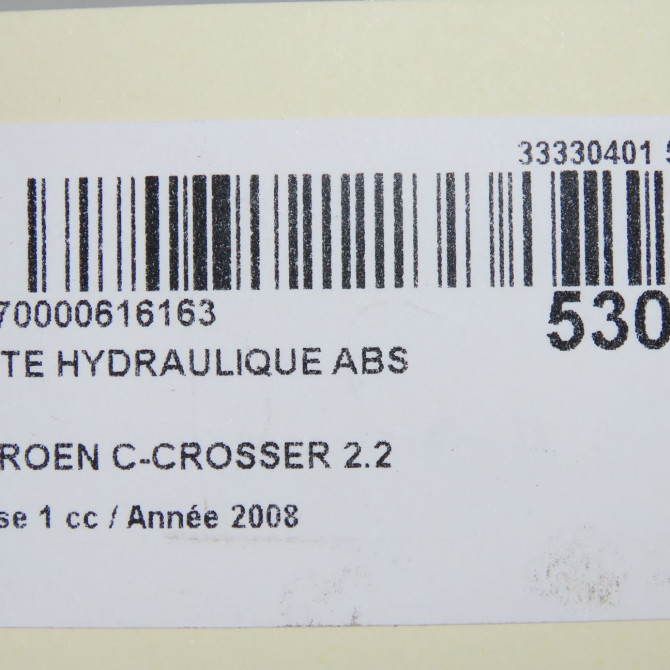 33330401 5
70000616163
530
TE HYDRAULIQUE ABS
ROEN C-CROSSER 2.2
se 1 cc / Année 2008